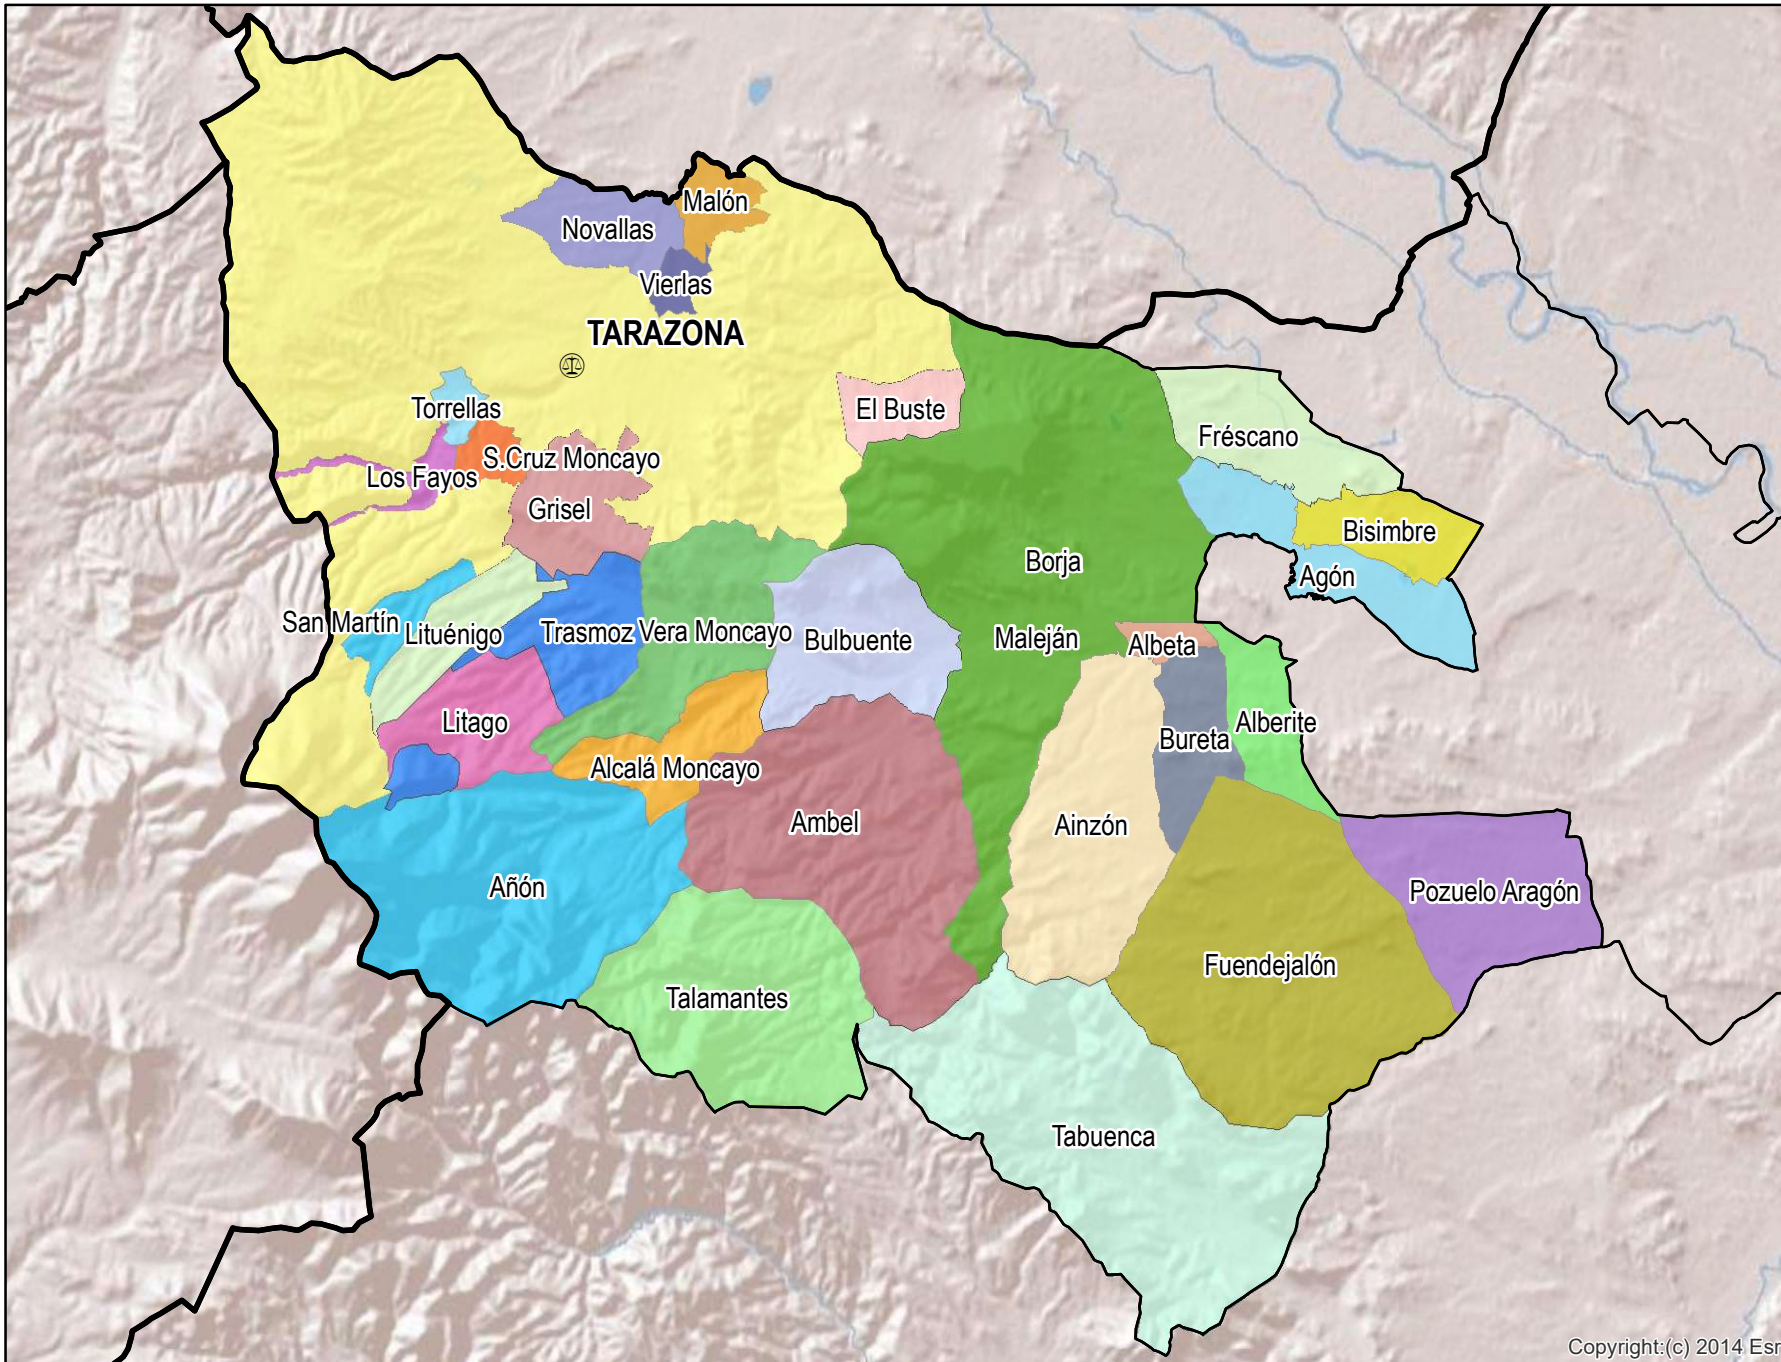 Malón
Novallas
Vierlas
TARAZONA
Torrellas
El Buste
Fréscano
S.Cruz Moncayo
Los Fayos
Grisel
Bisimbre
Borja
Agón
San Martín
Lituénigo
Trasmoz
Vera Moncayo
Bulbuente
Maleján
Albeta
Litago
Alberite
Bureta
Alcalá Moncayo
Ambel
Ainzón
Añón
Pozuelo Aragón
Fuendejalón
Talamantes
Tabuenca
Copyright:(c) 2014 Esr